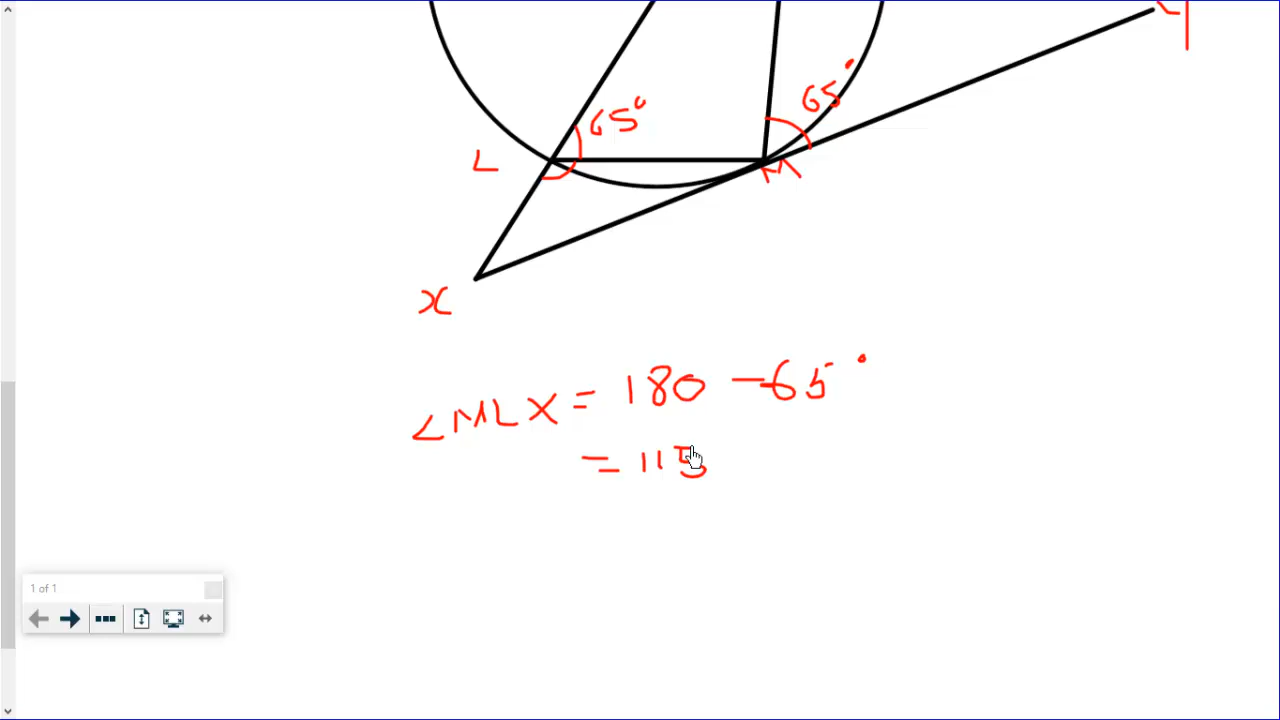 65°
65°
L
M
X
∠MLX = 180 - 65°
= 115
1 of 1